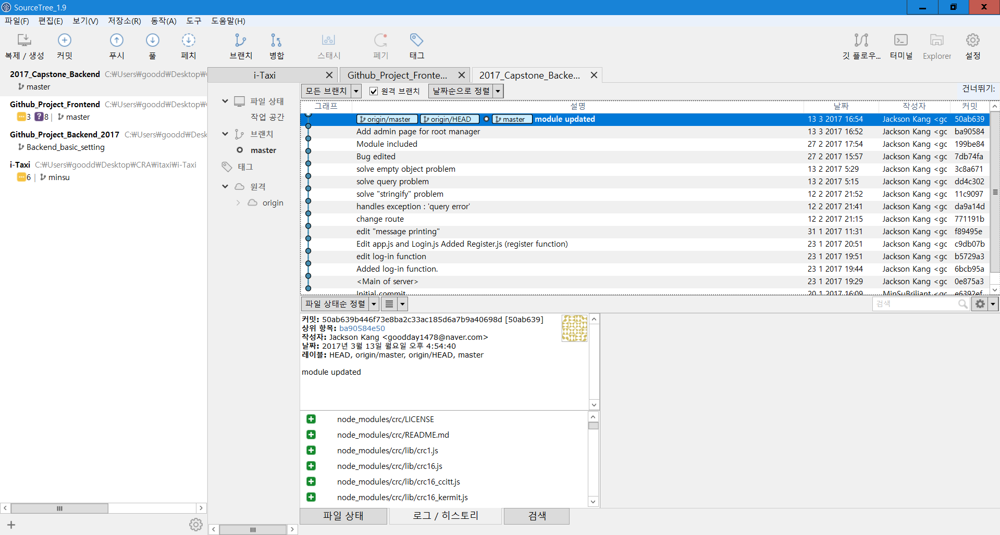 SourceTree_1.9
파일(F) 편집(E) 보기(V) 저장소(R) 동작(A) 도구 도움말(H)
복제 / 생성 커밋 푸시 풀 페치 브랜치 병합 스태시 폐기 태그 깃 플로우... 터미널 Explorer 설정
2017_Capstone_Backend C:₩Users₩goodd₩Desktop₩
master
Github_Project_Frontend C:₩Users₩goodd₩Desktop₩
3 ? 8 | master
Github_Project_Backend_2017 C:₩Users₩goodd₩Desk
Backend_basic_setting
i-Taxi C:₩Users₩goodd₩Desktop₩CRA₩itaxi₩i-Taxi
6 | minsu
i-Taxi Github_Project_Fronte... 2017_Capstone_Backe...
파일 상태
작업 공간
브랜치
master
태그
원격
origin
모든 브랜치 원격 브랜치 날짜순으로 정렬 건너뛰기:
그래프 설명 날짜 작성자 커밋
origin/master origin/HEAD master module updated 13 3 2017 16:54 Jackson Kang <gc 50ab639
Add admin page for root manager 13 3 2017 16:52 Jackson Kang <gc ba90584
Module included 27 2 2017 17:54 Jackson Kang <gc 199be84
Bug edited 27 2 2017 15:57 Jackson Kang <gc 7db74fa
solve empty object problem 13 2 2017 5:29 Jackson Kang <gc 3c8a671
solve query problem 13 2 2017 5:15 Jackson Kang <gc dd4c302
solve "stringify" problem 12 2 2017 21:52 Jackson Kang <gc 11c9097
handles exception : 'query error' 12 2 2017 21:41 Jackson Kang <gc da9a14d
change route 12 2 2017 21:15 Jackson Kang <gc 771191b
edit "message printing" 31 1 2017 11:31 Jackson Kang <gc f89495e
Edit app.js and Login.js Added Register.js (register function) 23 1 2017 20:51 Jackson Kang <gc c9db07b
edit log-in function 23 1 2017 19:51 Jackson Kang <gc b5729a3
Added log-in function. 23 1 2017 19:44 Jackson Kang <gc 6bcb95a
<Main of server> 23 1 2017 19:29 Jackson Kang <gc 0e875a3
Initial commit 20 1 2017 16:09 MinSuBriliant <gc e6392ef
파일 상태순 정렬 검색
커밋: 50ab639b446f73e8ba2c33ac185d6a7b9a40698d [50ab639]
상위 항목: ba90584e50
작성자: Jackson Kang <goodday1478@naver.com>
날짜: 2017년 3월 13일 월요일 오후 4:54:40
레이블: HEAD, origin/master, origin/HEAD, master
module updated
node_modules/crc/LICENSE
node_modules/crc/README.md
node_modules/crc/lib/crc1.js
node_modules/crc/lib/crc16.js
node_modules/crc/lib/crc16_ccitt.js
node_modules/crc/lib/crc16_kermit.js
파일 상태 로그 / 히스토리 검색